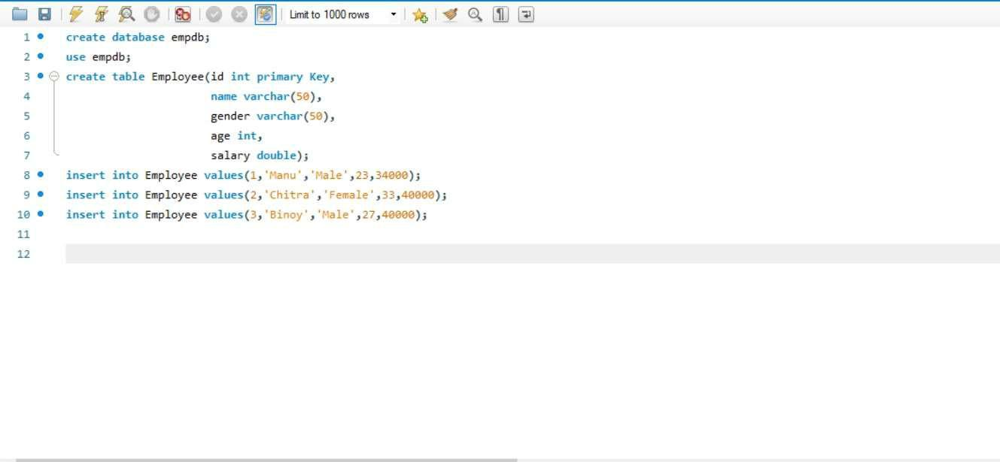 Limit to 1000 rows
1 create database empdb;
2 use empdb;
3 create table Employee(id int primary Key,
4 name varchar(50),
5 gender varchar(50),
6 age int,
7 salary double);
8 insert into Employee values(1,'Manu','Male',23,34000);
9 insert into Employee values(2,'Chitra','Female',33,40000);
10 insert into Employee values(3,'Binoy','Male',27,40000);
11
12